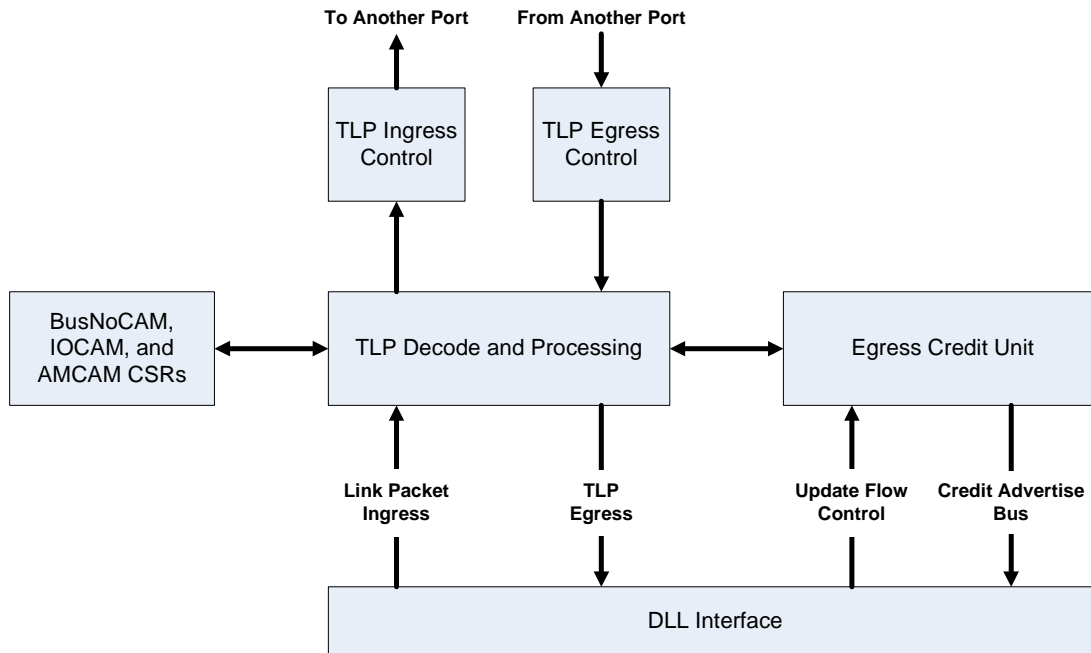 To Another Port
From Another Port
TLP Ingress
Control
TLP Egress
Control
BusNoCAM,
IOCAM, and
AMCAM CSRs
TLP Decode and Processing
Egress Credit Unit
Link Packet
Ingress
TLP
Egress
Update Flow
Control
Credit Advertise
Bus
DLL Interface